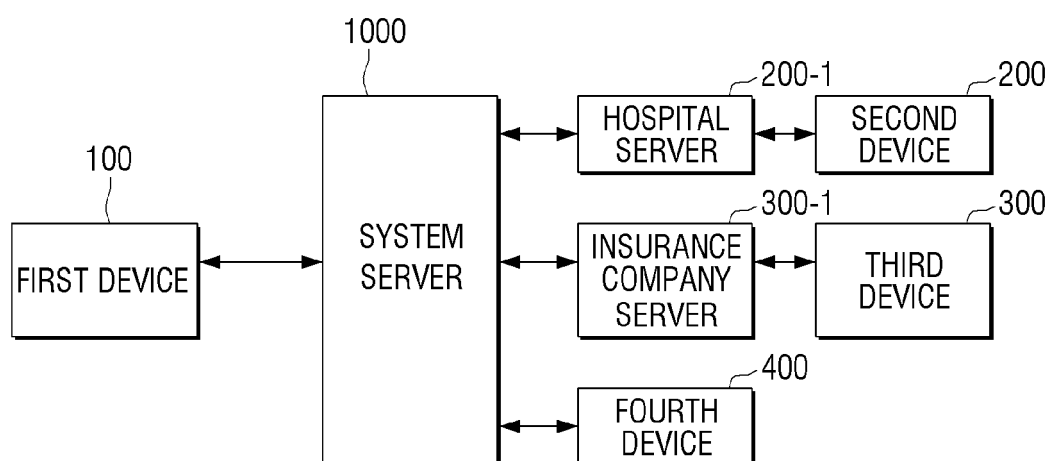 1000
200-1
200
HOSPITAL
SERVER
SECOND
DEVICE
100
FIRST DEVICE
SYSTEM
SERVER
300-1
300
INSURANCE
COMPANY
SERVER
THIRD
DEVICE
400
FOURTH
DEVICE